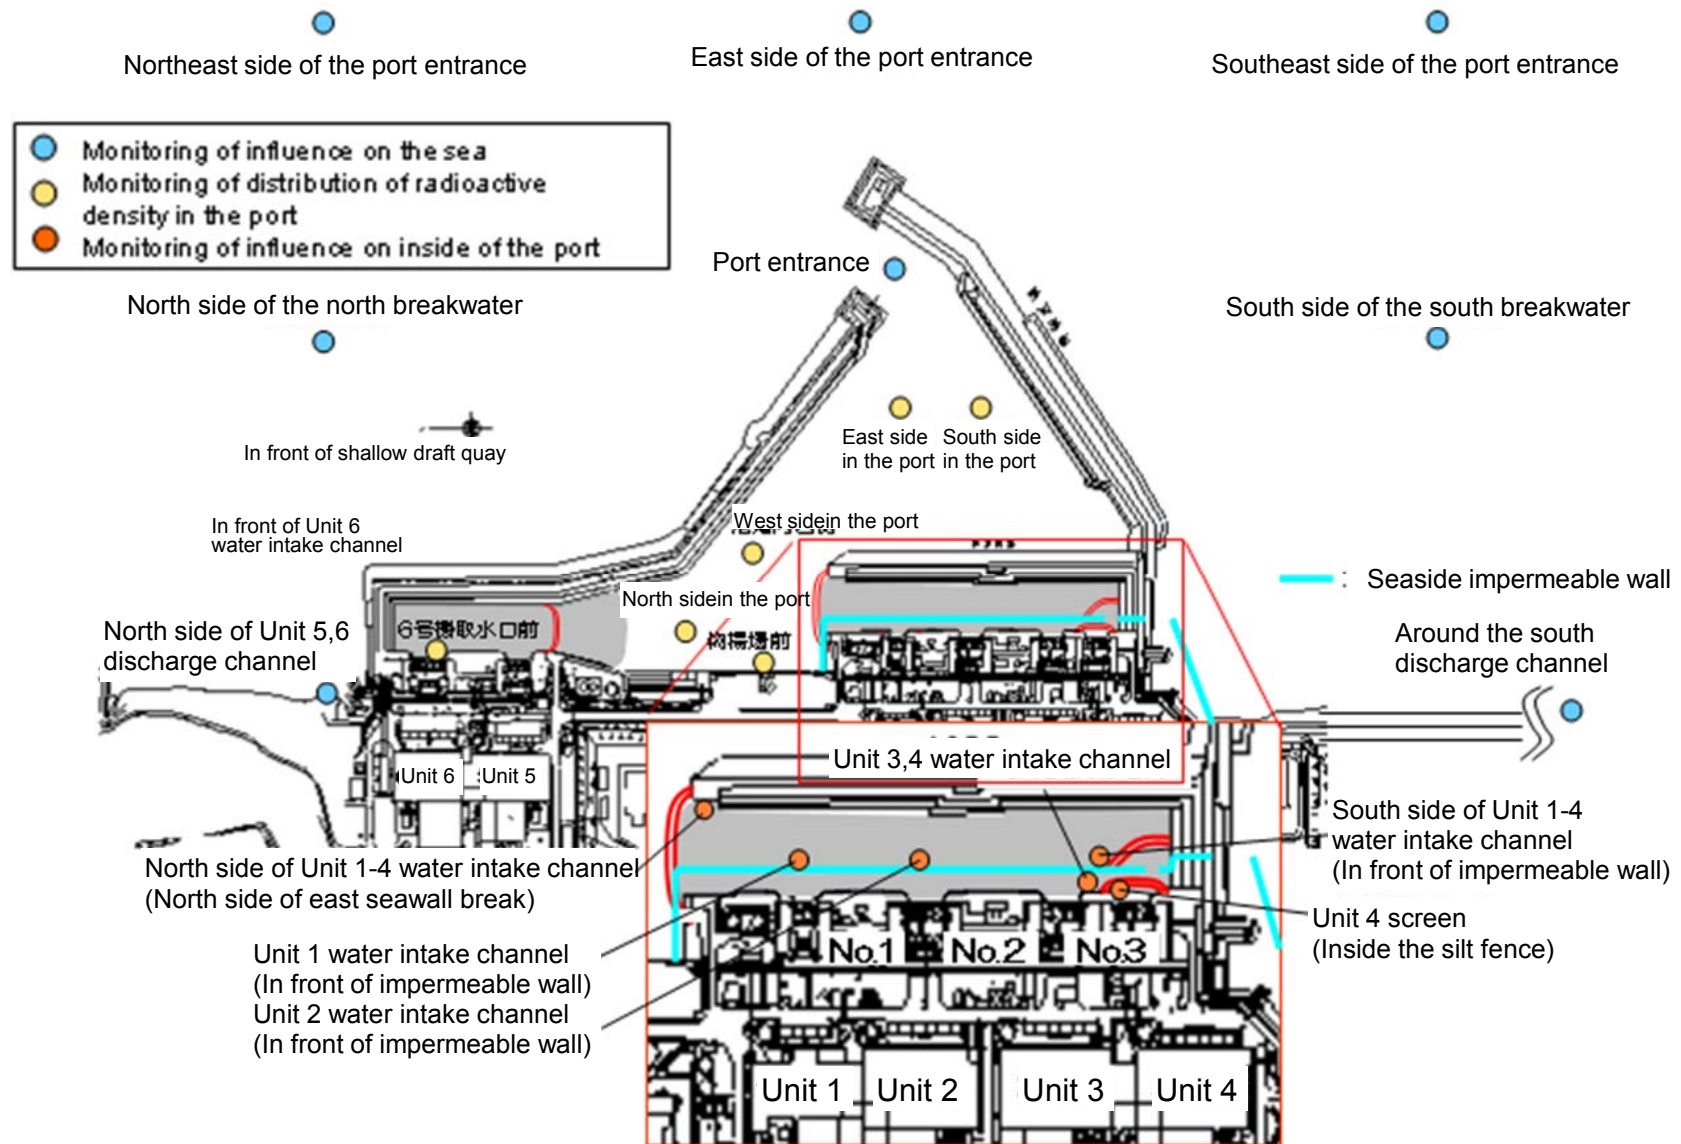 Northeast side of the port entrance
East side of the port entrance
Southeast side of the port entrance
Monitoring of influence on the sea
Monitoring of distribution of radioactive
density in the port
Monitoring of influence on inside of the port
Port entrance
North side of the north breakwater
South side of the south breakwater
East side
in the port
South side
in the port
In front of shallow draft quay
In front of Unit 6
water intake channel
West sidein the port
North sidein the port
: Seaside impermeable wall
North side of Unit 5,6
discharge channel
6号機取水口前
物揚場前
Around the south
discharge channel
Unit 6
Unit 5
Unit 3,4 water intake channel
South side of Unit 1-4
water intake channel
(In front of impermeable wall)
North side of Unit 1-4 water intake channel
(North side of east seawall break)
Unit 4 screen
(Inside the silt fence)
Unit 1 water intake channel
(In front of impermeable wall)
Unit 2 water intake channel
(In front of impermeable wall)
No.1
No.2
No.3
Unit 1
Unit 2
Unit 3
Unit 4